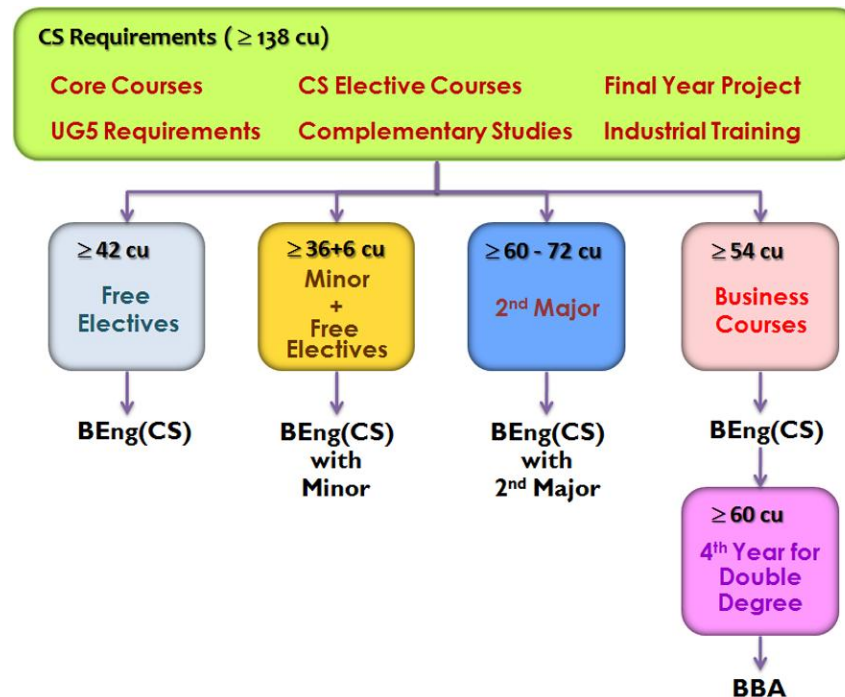 CS Requirements ( ≥ 138 cu)
Core Courses
CS Elective Courses
Final Year Project
UG5 Requirements
Complementary Studies
Industrial Training
≥ 42 cu
Free
Electives
BEng(CS)
≥ 36+6 cu
Minor
+
Free
Electives
BEng(CS)
with
Minor
≥ 60 - 72 cu
2nd Major
BEng(CS)
with
2nd Major
≥ 54 cu
Business
Courses
BEng(CS)
≥ 60 cu
4th Year for
Double
Degree
BBA